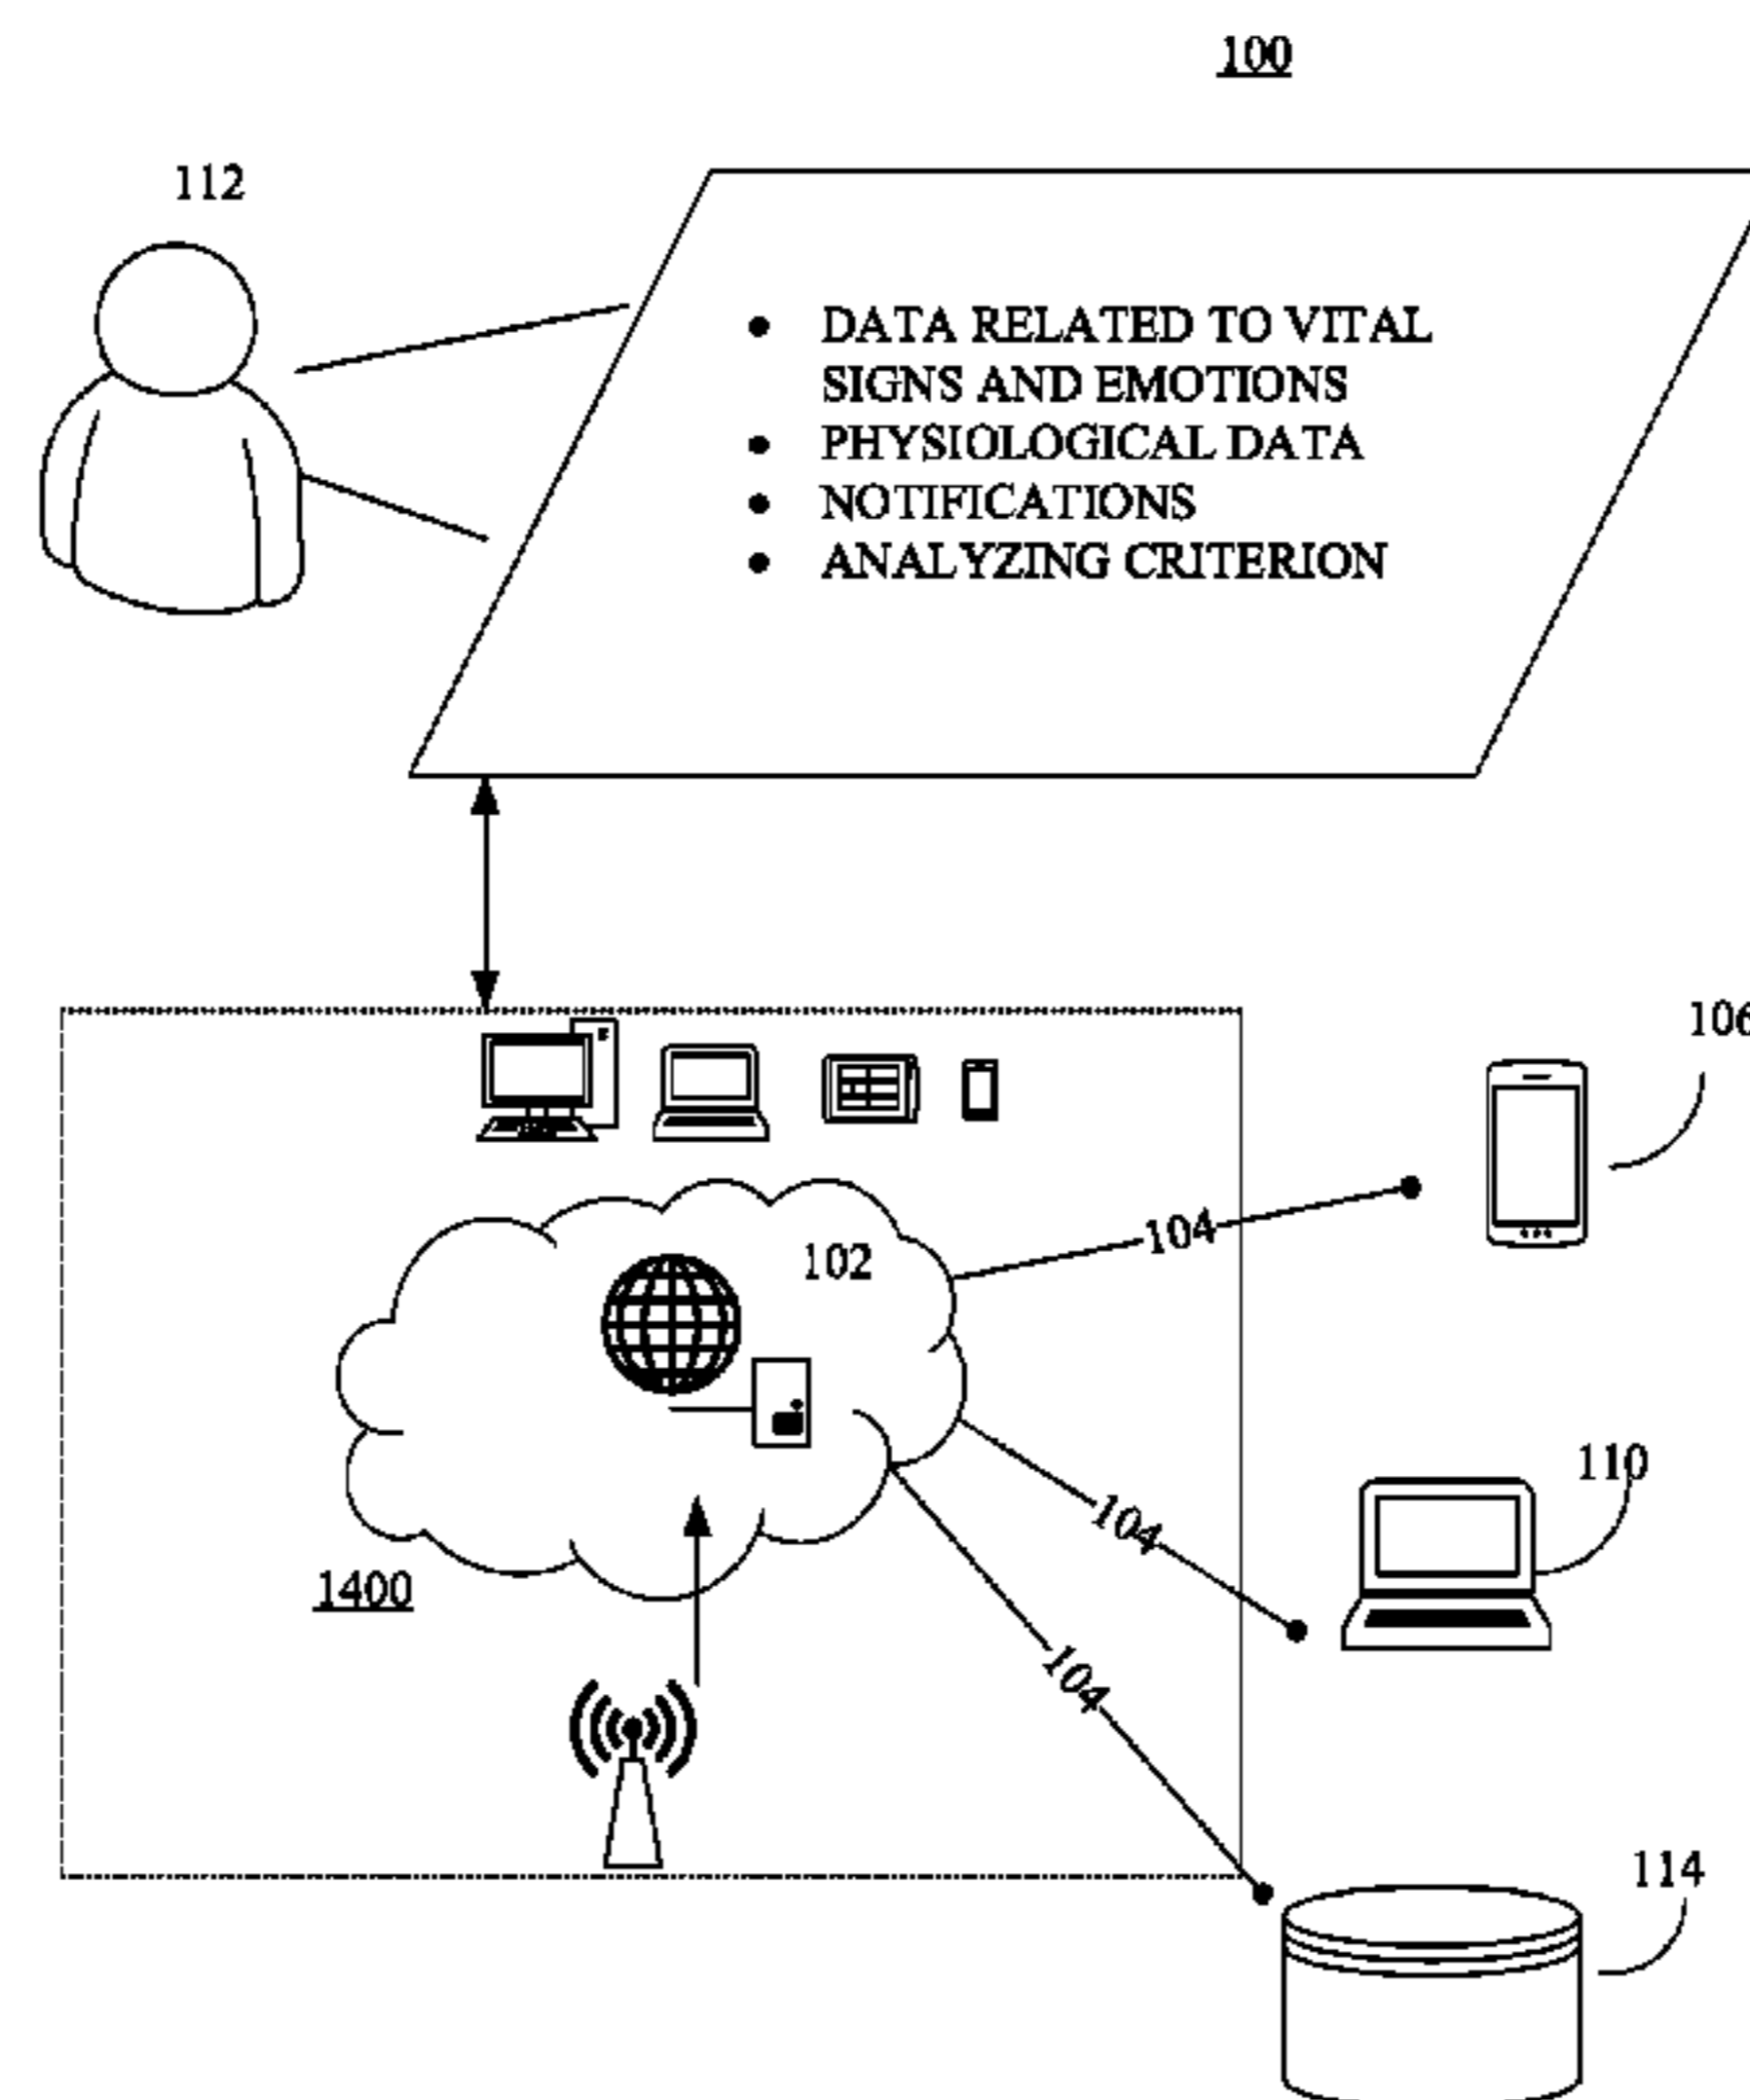 100
112
• DATA RELATED TO VITAL
SIGNS AND EMOTIONS
• PHYSIOLOGICAL DATA
• NOTIFICATIONS
• ANALYZING CRITERION
106
104
102
110
104
1400
104
114